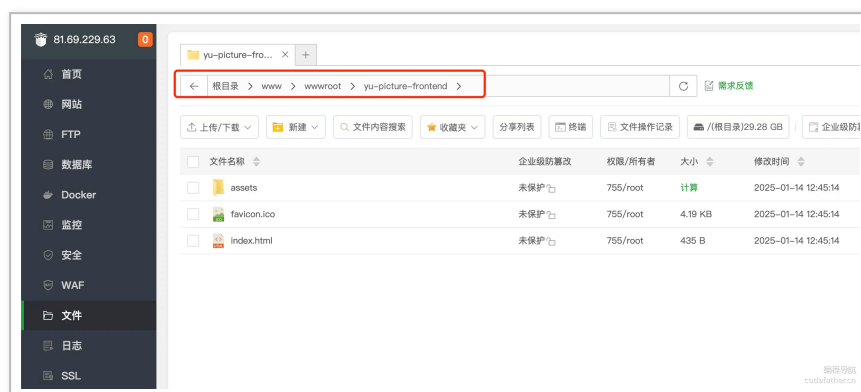 81.69.229.63 0
首页
网站
FTP
数据库
Docker
监控
安全
WAF
文件
日志
SSL
yu-picture-fro... × +
← 根目录 > www > wwwroot > yu-picture-frontend > 需求反馈
上传/下载 新建 文件内容搜索 收藏夹 分享列表 终端 文件操作记录 /(根目录)29.28 GB 企业级防
文件名称 企业级防篡改 权限/所有者 大小 修改时间
assets 未保护 755/root 计算 2025-01-14 12:45:14
favicon.ico 未保护 755/root 4.19 KB 2025-01-14 12:45:14
index.html 未保护 755/root 435 B 2025-01-14 12:45:14
编程导航
codefather.cn